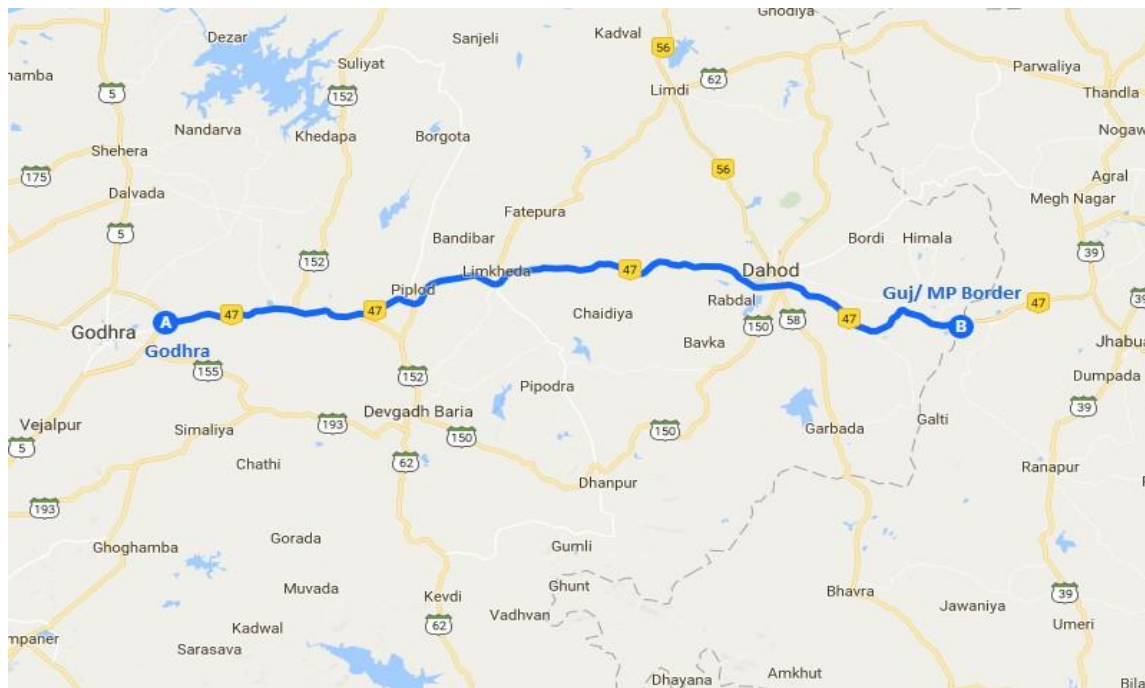 Ghodiya
Dezar
Sanjeli
Kadval
56
Suliyat
62
Parwaliya
hamba
5
152
Limdi
Thandla
Nandarva
Khedapa
Borgota
Nogaw
Shehera
56
175
Agral
Dalvada
Megh Nagar
Fatepura
5
Bandibar
Bordi
Himala
39
152
Limkheda
47
Dahod
Piplod
Guj/ MP Border
47
39
Rabdal
A
47
47
Chaidiya
150
58
47
B
Godhra
Godhra
Bavka
Jhabua
155
152
Pipodra
Dumpada
Devgadh Baria
39
Vejalpur
Simaliya
193
150
150
Garbada
Galti
5
62
Chathi
Ranapur
Dhanpur
193
Gorada
Gumli
Ghoghamba
Muvada
Ghunt
Kevdi
Bhavra
39
Jawaniya
Vadhvan
Kadwal
62
Umeri
mpaner
Sarasava
Dhayana
Amkhut
Bila